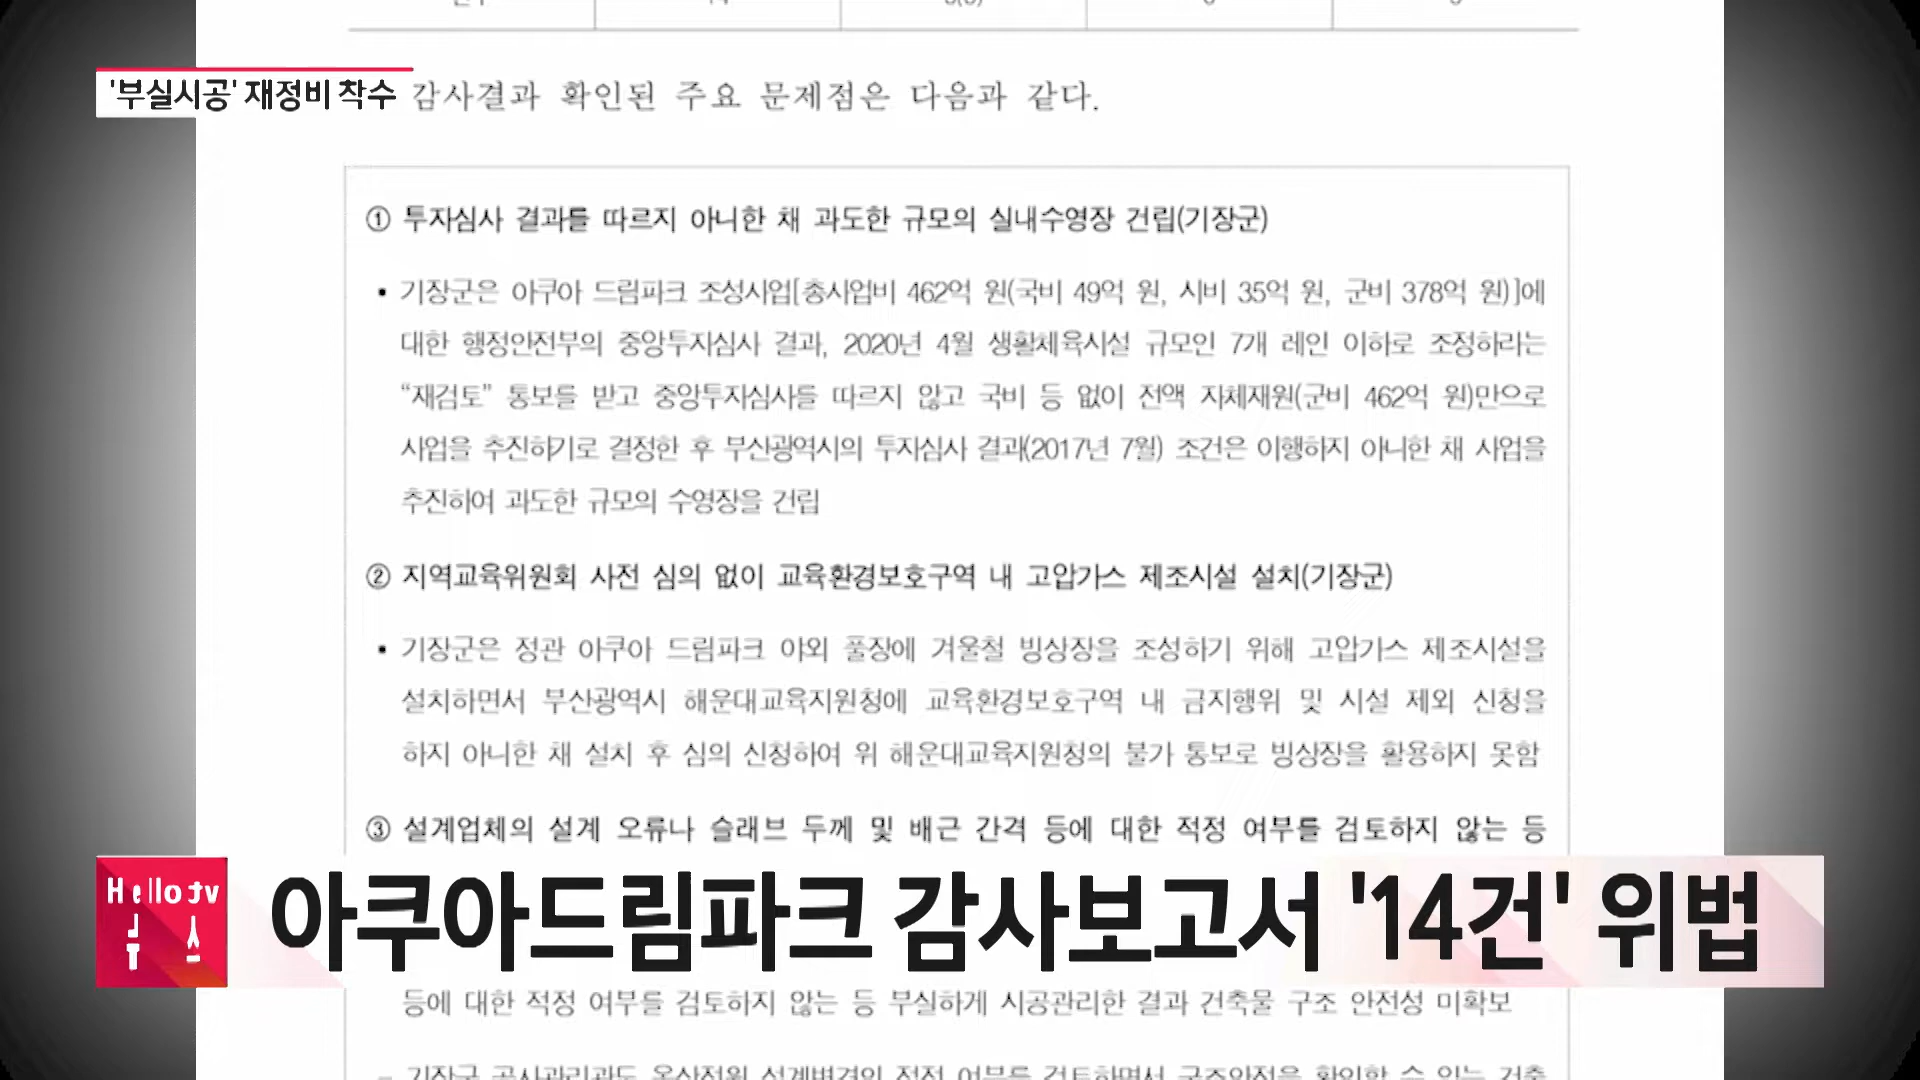 '부실시공' 재정비 착수
감사결과 확인된 주요 문제점은 다음과 같다.
① 투자심사 결과를 따르지 아니한 채 과도한 규모의 실내수영장 건립(기장군)
▪ 기장군은 아쿠아 드림파크 조성사업[총사업비 462억 원(국비 49억 원, 시비 35억 원, 군비 378억 원)]에
대한 행정안전부의 중앙투자심사 결과, 2020년 4월 생활체육시설 규모인 7개 레인 이하로 조정하라는
“재검토” 통보를 받고 중앙투자심사를 따르지 않고 국비 등 없이 전액 자체재원(군비 462억 원)만으로
사업을 추진하기로 결정한 후 부산광역시의 투자심사 결과(2017년 7월) 조건은 이행하지 아니한 채 사업을
추진하여 과도한 규모의 수영장을 건립
② 지역교육위원회 사전 심의 없이 교육환경보호구역 내 고압가스 제조시설 설치(기장군)
▪ 기장군은 정관 아쿠아 드림파크 야외 풀장에 겨울철 빙상장을 조성하기 위해 고압가스 제조시설을
설치하면서 부산광역시 해운대교육지원청에 교육환경보호구역 내 금지행위 및 시설 제외 신청을
하지 아니한 채 설치 후 심의 신청하여 위 해운대교육지원청의 불가 통보로 빙상장을 활용하지 못함
③ 설계업체의 설계 오류나 슬래브 두께 및 배근 간격 등에 대한 적정 여부를 검토하지 않는 등
Hello tv
뉴스
아쿠아드림파크 감사보고서 '14건' 위법
등에 대한 적정 여부를 검토하지 않는 등 부실하게 시공관리한 결과 건축물 구조 안전성 미확보